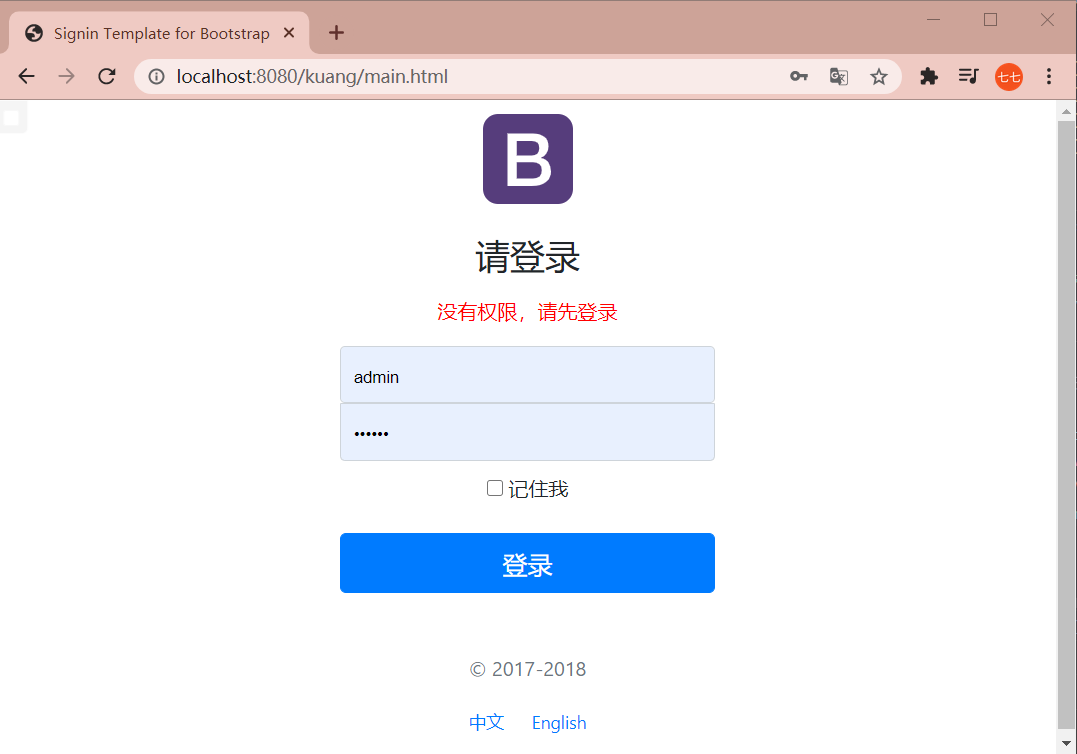 Signin Template for Bootstrap
localhost:8080/kuang/main.html
七七
B
请登录
没有权限，请先登录
admin
••••••
记住我
登录
© 2017-2018
中文 English